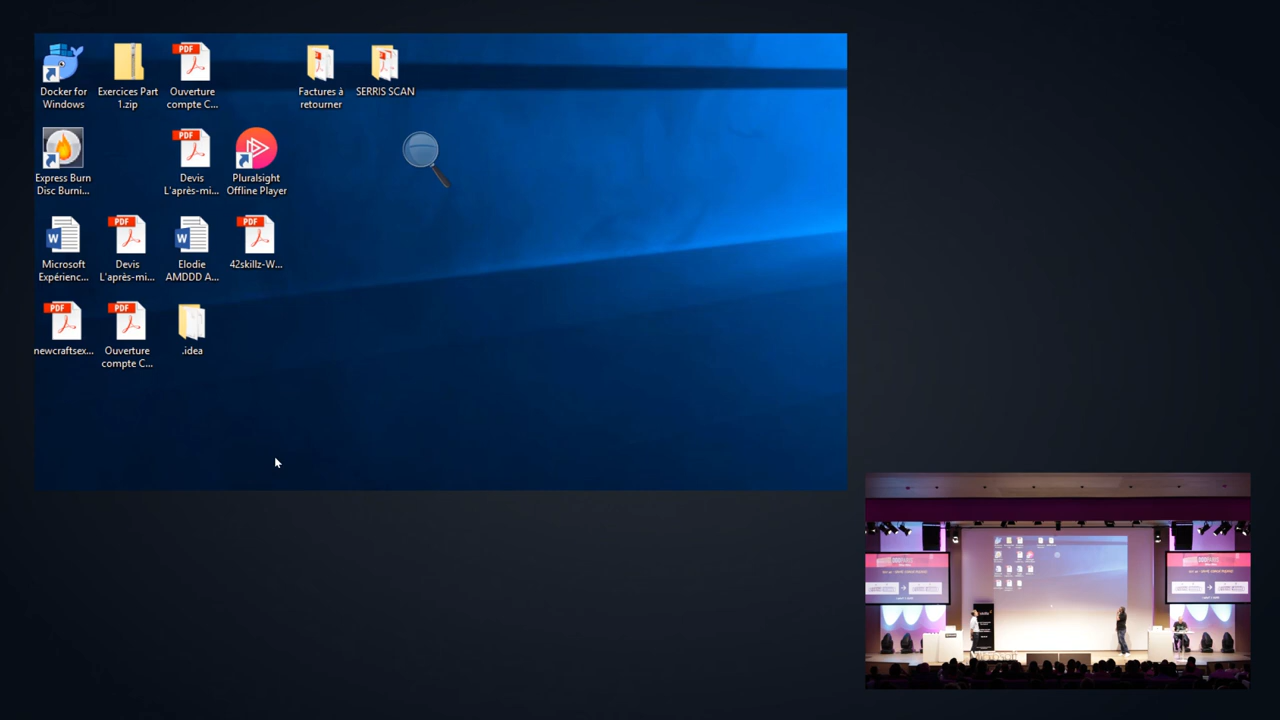 Docker for
Windows
Exercices Part
1.zip
PDF
Ouverture
compte C...
Factures à
retourner
SERRIS SCAN
Express Burn
Disc Burni...
PDF
Devis
L'après-mi...
Pluralsight
Offline Player
W
Microsoft
Expérienc...
PDF
Devis
L'après-mi...
W
Elodie
AMDDD A...
PDF
42skillz-W...
PDF
newcraftsex...
PDF
Ouverture
compte C...
.idea